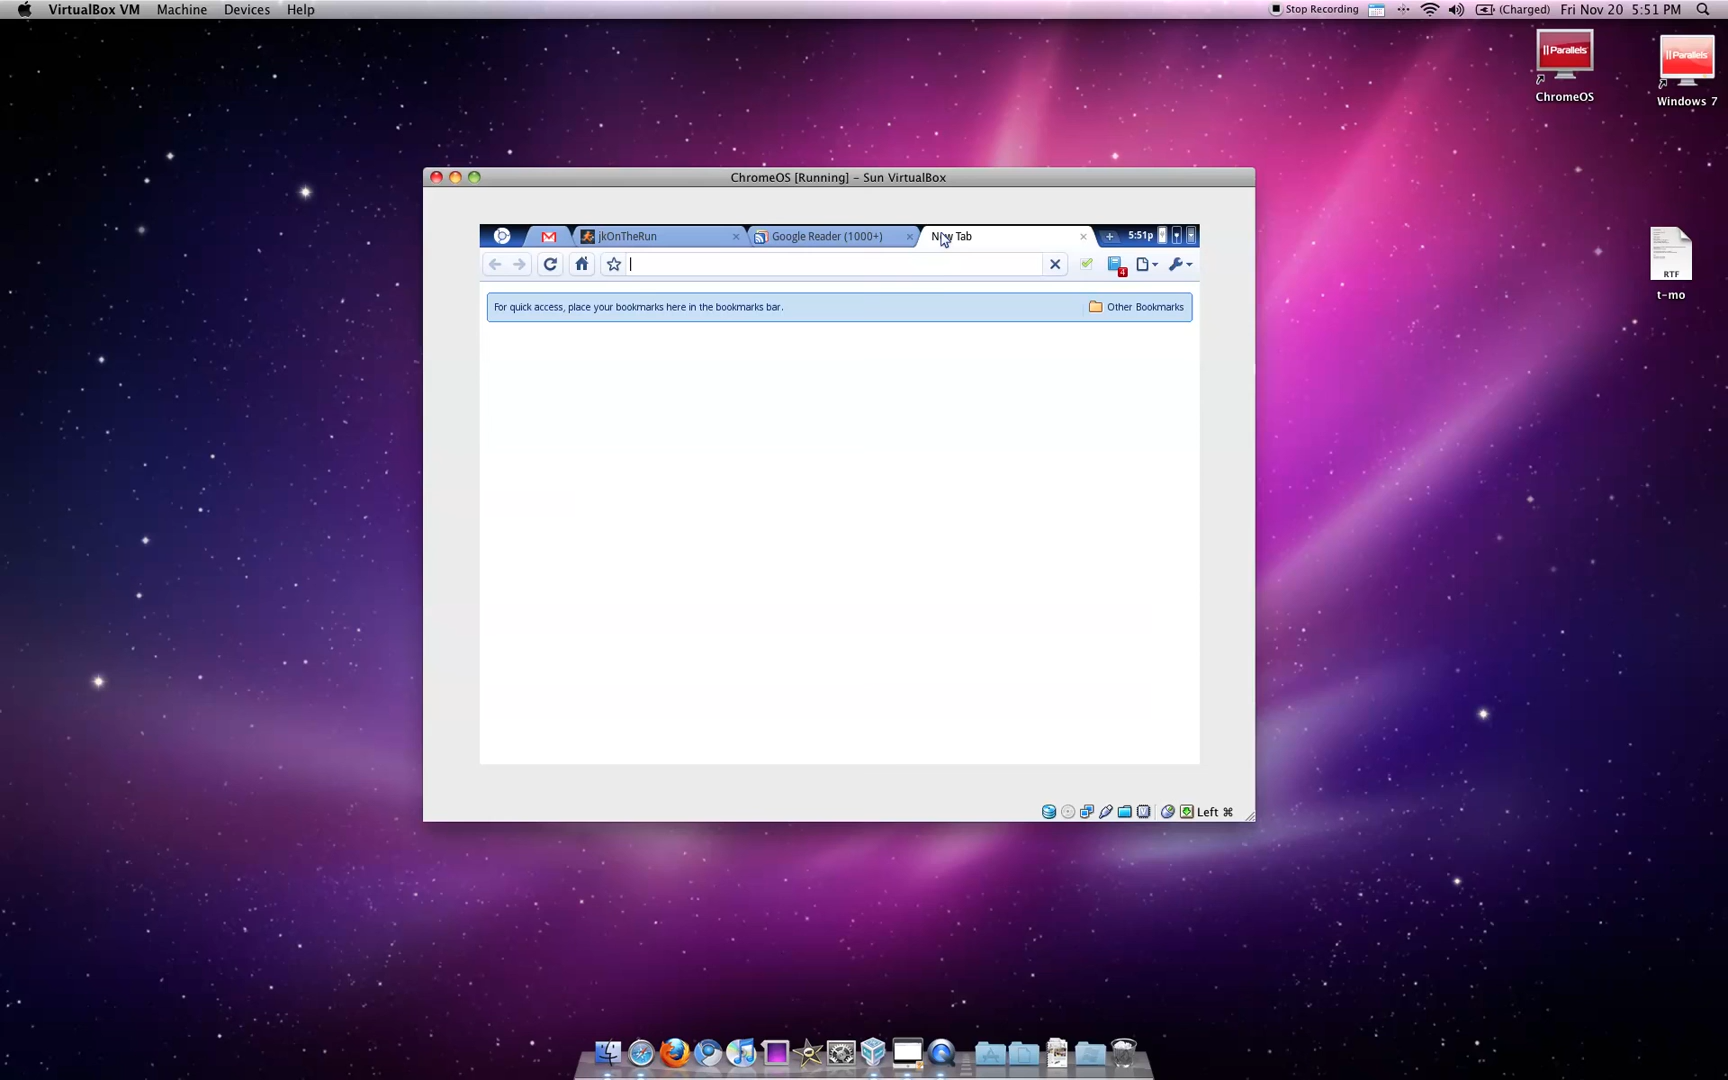 VirtualBox VM Machine Devices Help
Stop Recording (Charged) Fri Nov 20 5:51 PM
||Parallels
ChromeOS
||Parallels
Windows 7
RTF
t-mo
ChromeOS [Running] – Sun VirtualBox
jkOnTheRun Google Reader (1000+) New Tab 5:51p
4
For quick access, place your bookmarks here in the bookmarks bar. Other Bookmarks
Left ⌘